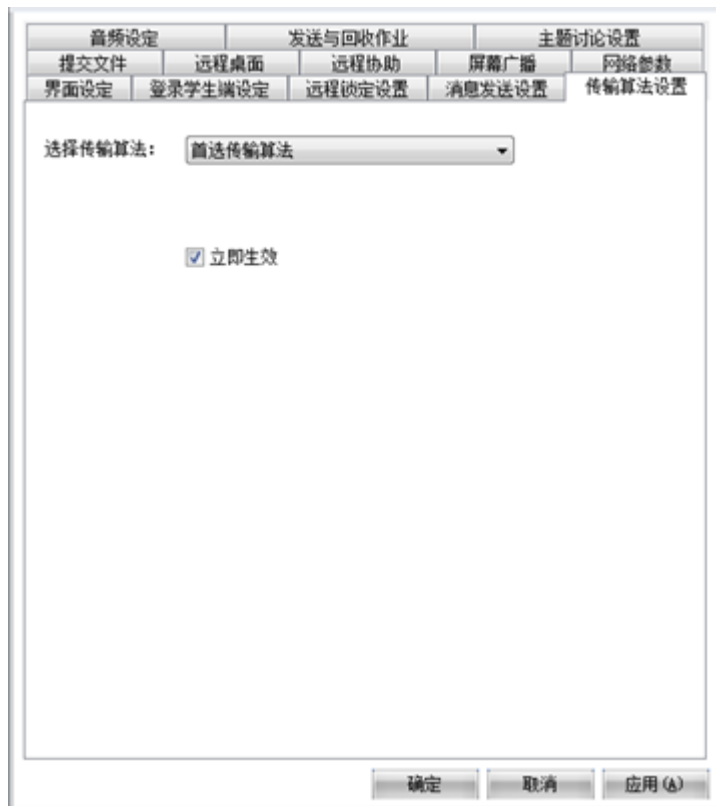 音频设定 发送与回收作业 主题讨论设置
提交文件 远程桌面 远程协助 屏幕广播 网络参数
界面设定 登录学生端设定 远程锁定设置 消息发送设置 传输算法设置
选择传输算法: 首选传输算法
立即生效
确定 取消 应用(A)